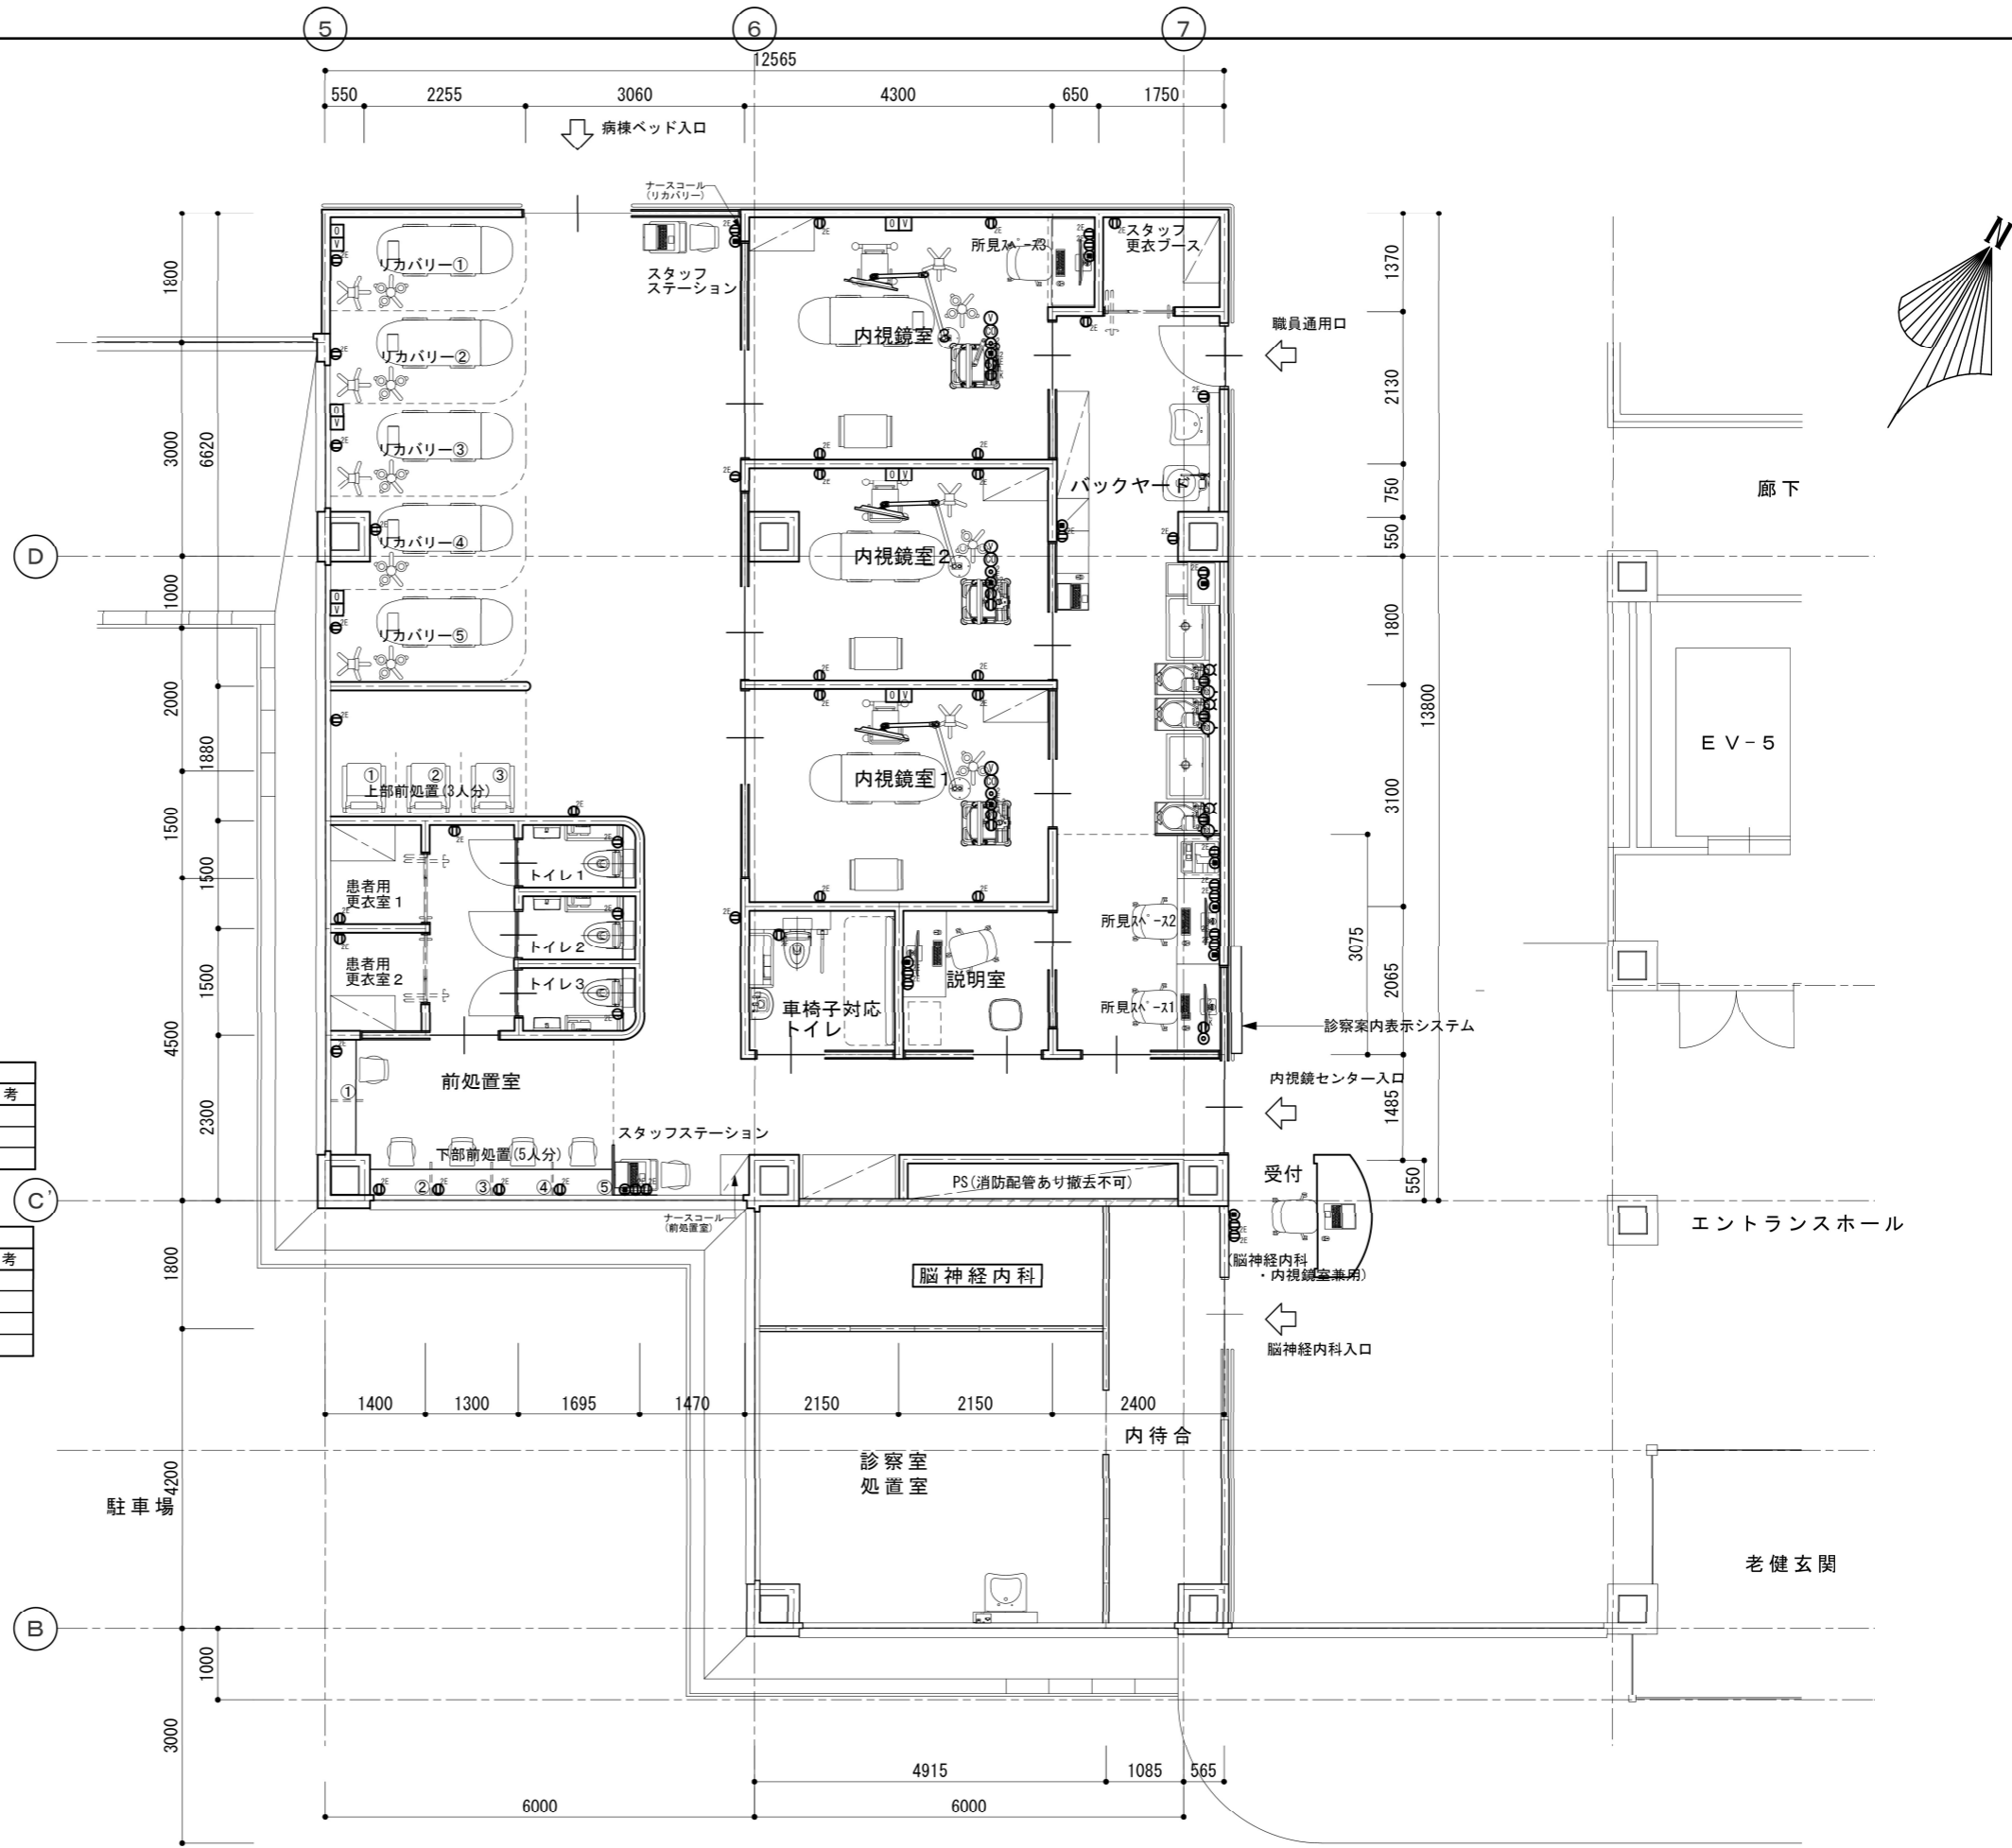 5
6
7
12565
550
2255
3060
4300
650
1750
病棟ベッド入口
ナースコール
(リカバリー)
スタッフ
ステーション
リカバリー①
リカバリー②
リカバリー③
リカバリー④
リカバリー⑤
内視鏡室 3
所見ｽﾍﾟｰｽ3
スタッフ
更衣ブース
職員通用口
内視鏡室 2
バックヤード
内視鏡室 1
廊下
ＥＶ-５
D
1800
3000
6620
1000
2000
1880
1500
1500
1500
4500
2300
1370
2130
750
550
1800
3100
13800
3075
2065
1485
550
① ② ③
上部前処置(3人分)
患者用
更衣室１
患者用
更衣室２
トイレ１
トイレ２
トイレ３
車椅子対応
トイレ
説明室
所見ｽﾍﾟｰｽ2
所見ｽﾍﾟｰｽ1
診察案内表示システム
内視鏡センター入口
考
考
前処置室
①
下部前処置(5人分)
② ③ ④ ⑤
スタッフステーション
ナースコール
(前処置室)
PS(消防配管あり撤去不可)
C'
受付
(脳神経内科
・内視鏡室兼用)
エントランスホール
脳神経内科
脳神経内科入口
1800
1400
1300
1695
1470
2150
2150
2400
内待合
診察室
処置室
4200
駐車場
老健玄関
B
1000
3000
4915
1085
565
6000
6000
N